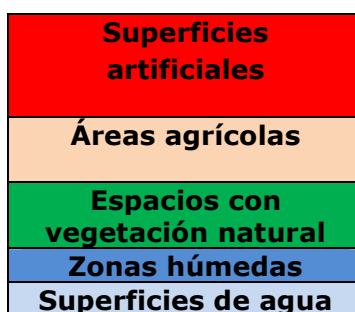 Superficies
artificiales
Áreas agrícolas
Espacios con
vegetación natural
Zonas húmedas
Superficies de agua